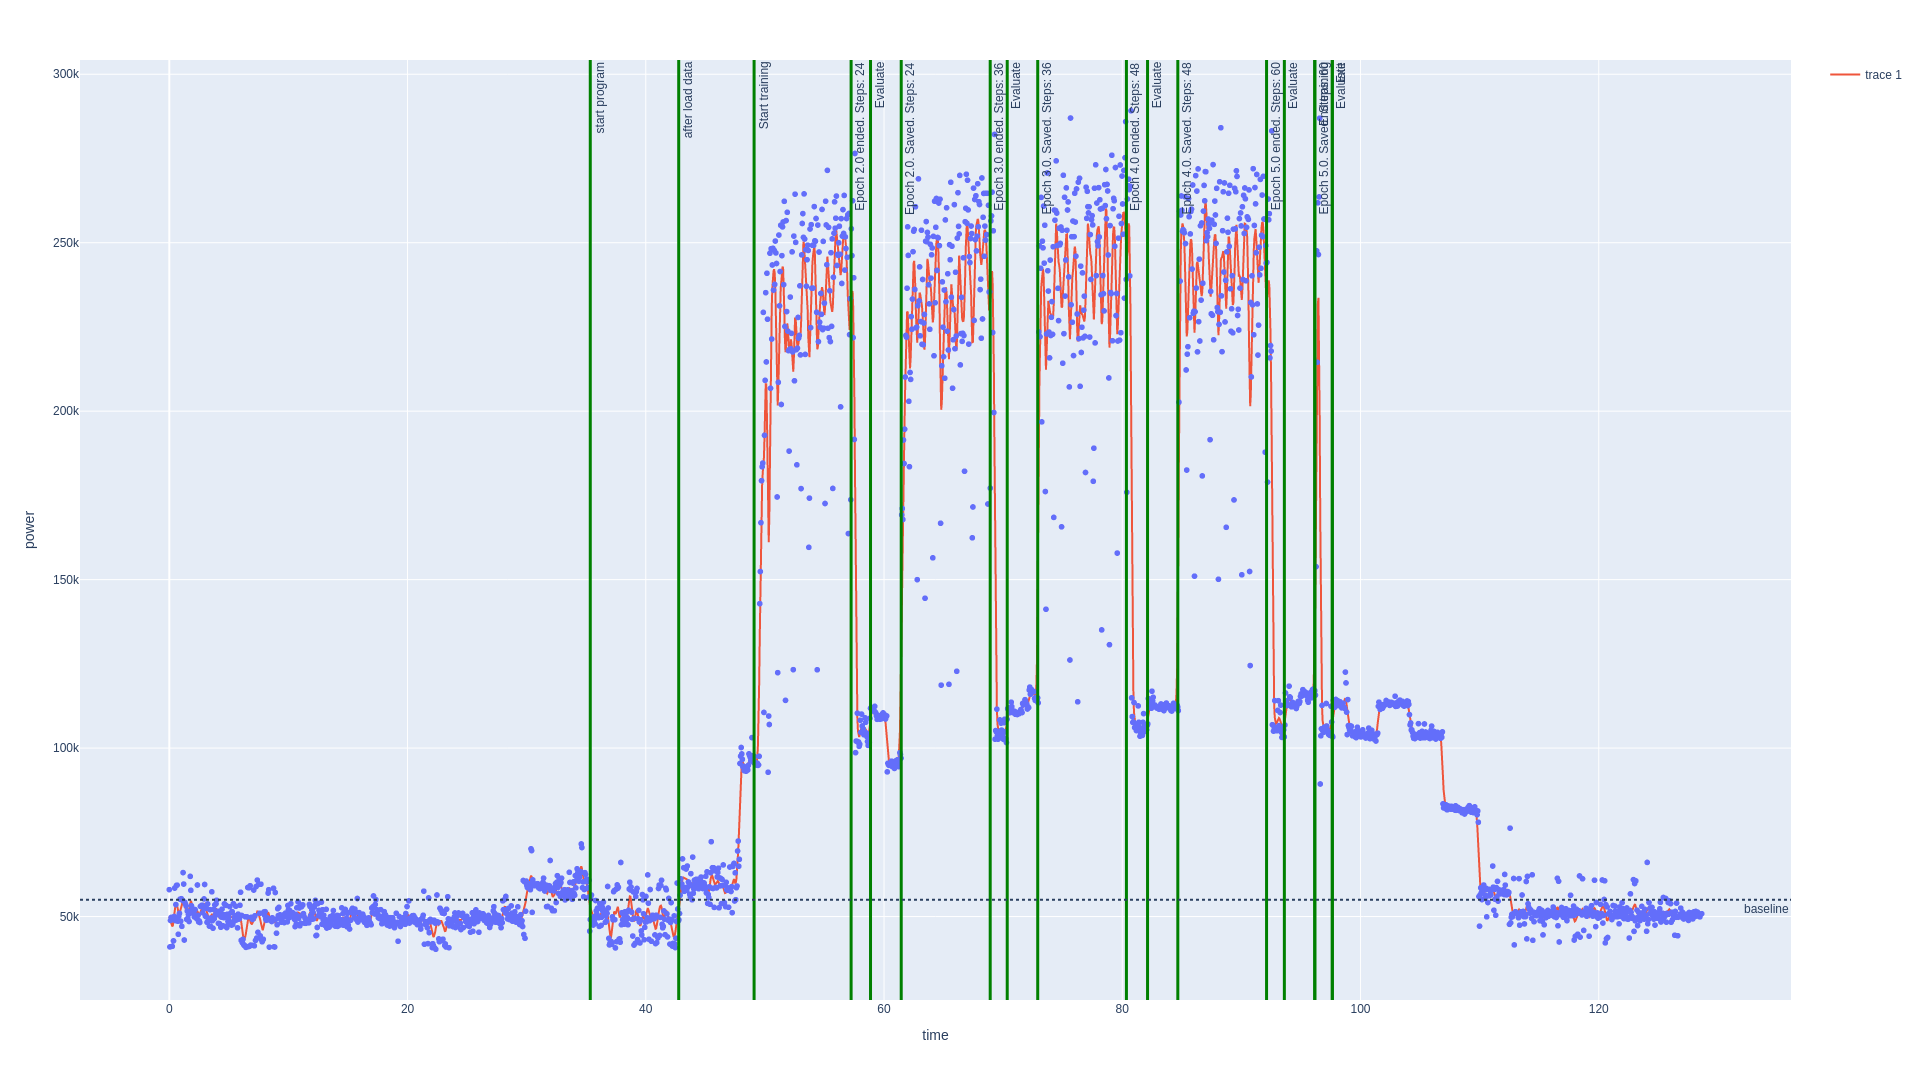 300k
250k
200k
150k
100k
50k
power
0
20
40
60
80
100
120
time
start program
after load data
Start training
Epoch 2.0 ended. Steps: 24
Evaluate
Epoch 2.0. Saved. Steps: 24
Epoch 3.0 ended. Steps: 36
Evaluate
Epoch 3.0. Saved. Steps: 36
Epoch 4.0 ended. Steps: 48
Evaluate
Epoch 4.0. Saved. Steps: 48
Epoch 5.0 ended. Steps: 60
Evaluate
Epoch 5.0. Saved. Steps: 60
Evaluate
baseline
trace 1